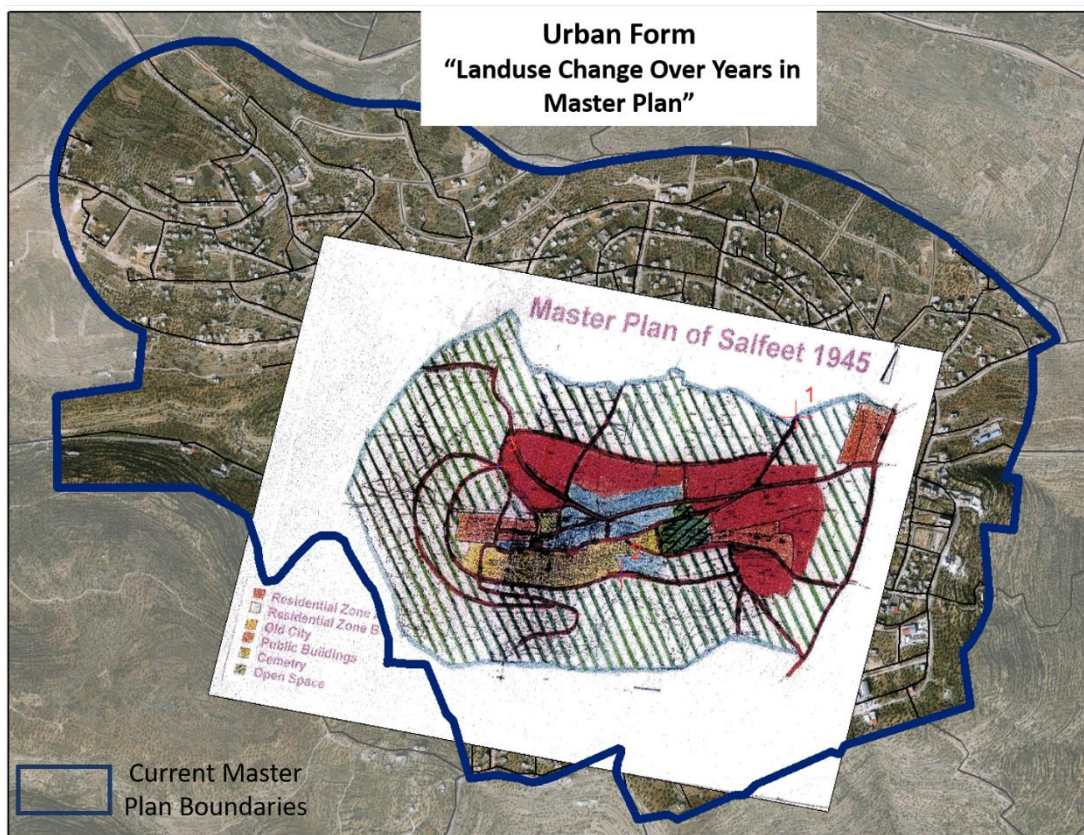 Urban Form
“Landuse Change Over Years in
Master Plan”
Master Plan of Salfeet 1945
1
2
Residential Zone
Residential Zone B
Old City
Public Buildings
Cemetry
Open Space
Current Master
Plan Boundaries